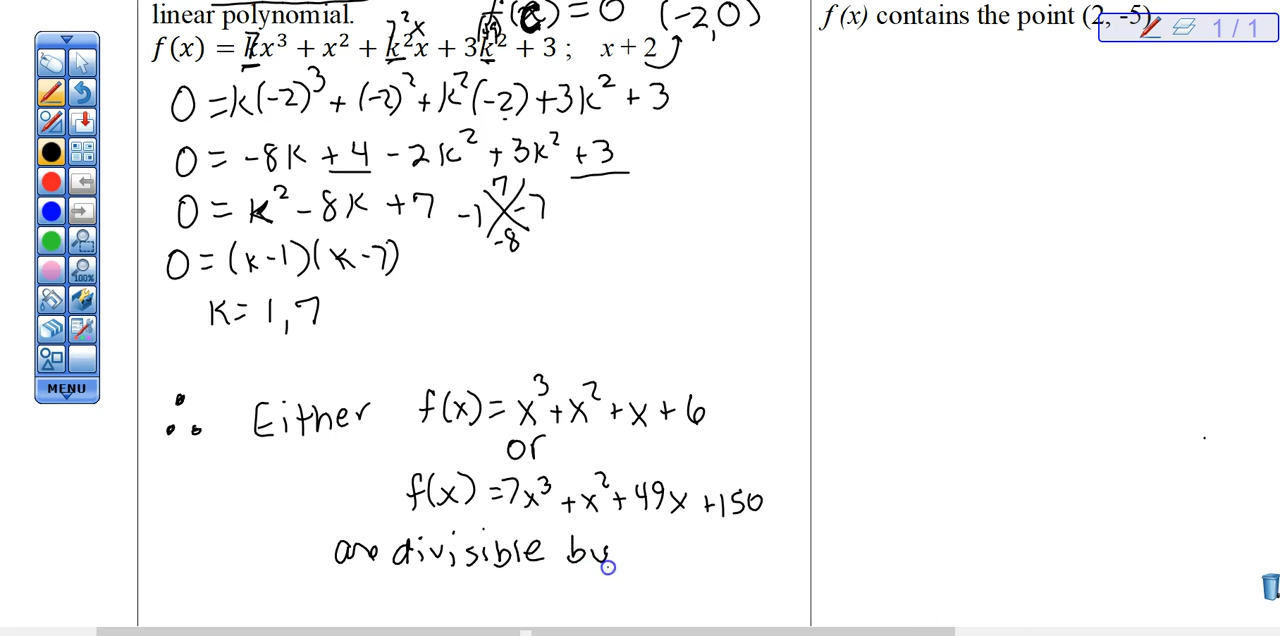 linear polynomial.
f(c) = 0 (-2,0)
7²x
f(x) = kx³ + x² + k²x + 3k² + 3 ; x + 2
0 = k(-2)³ + (-2)² + k²(-2) + 3k² + 3
0 = -8k + 4 - 2k² + 3k² + 3
0 = k² - 8k + 7
7
-1 -7
-8
0 = (k-1)(k-7)
k = 1, 7
∴ Either f(x) = x³ + x² + x + 6
or
f(x) = 7x³ + x² + 49x + 150
are divisible by
f (x) contains the point (2, -5)
1 / 1
100%
MENU